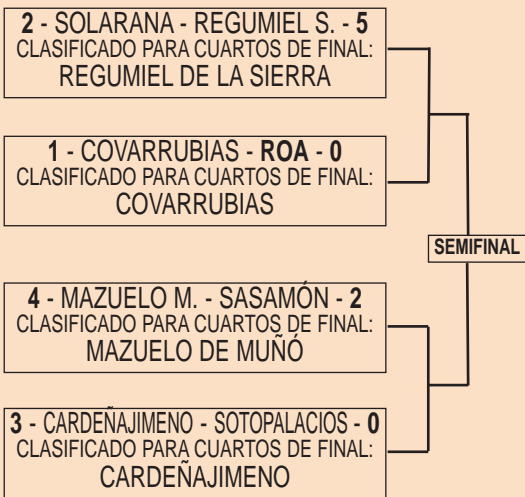 2 - SOLARANA - REGUMIEL S. - 5
CLASIFICADO PARA CUARTOS DE FINAL:
REGUMIEL DE LA SIERRA
1 - COVARRUBIAS - ROA - 0
CLASIFICADO PARA CUARTOS DE FINAL:
COVARRUBIAS
SEMIFINAL
4 - MAZUELO M. - SASAMÓN - 2
CLASIFICADO PARA CUARTOS DE FINAL:
MAZUELO DE MUÑÓ
3 - CARDEÑAJIMENO - SOTOPALACIOS - 0
CLASIFICADO PARA CUARTOS DE FINAL:
CARDEÑAJIMENO